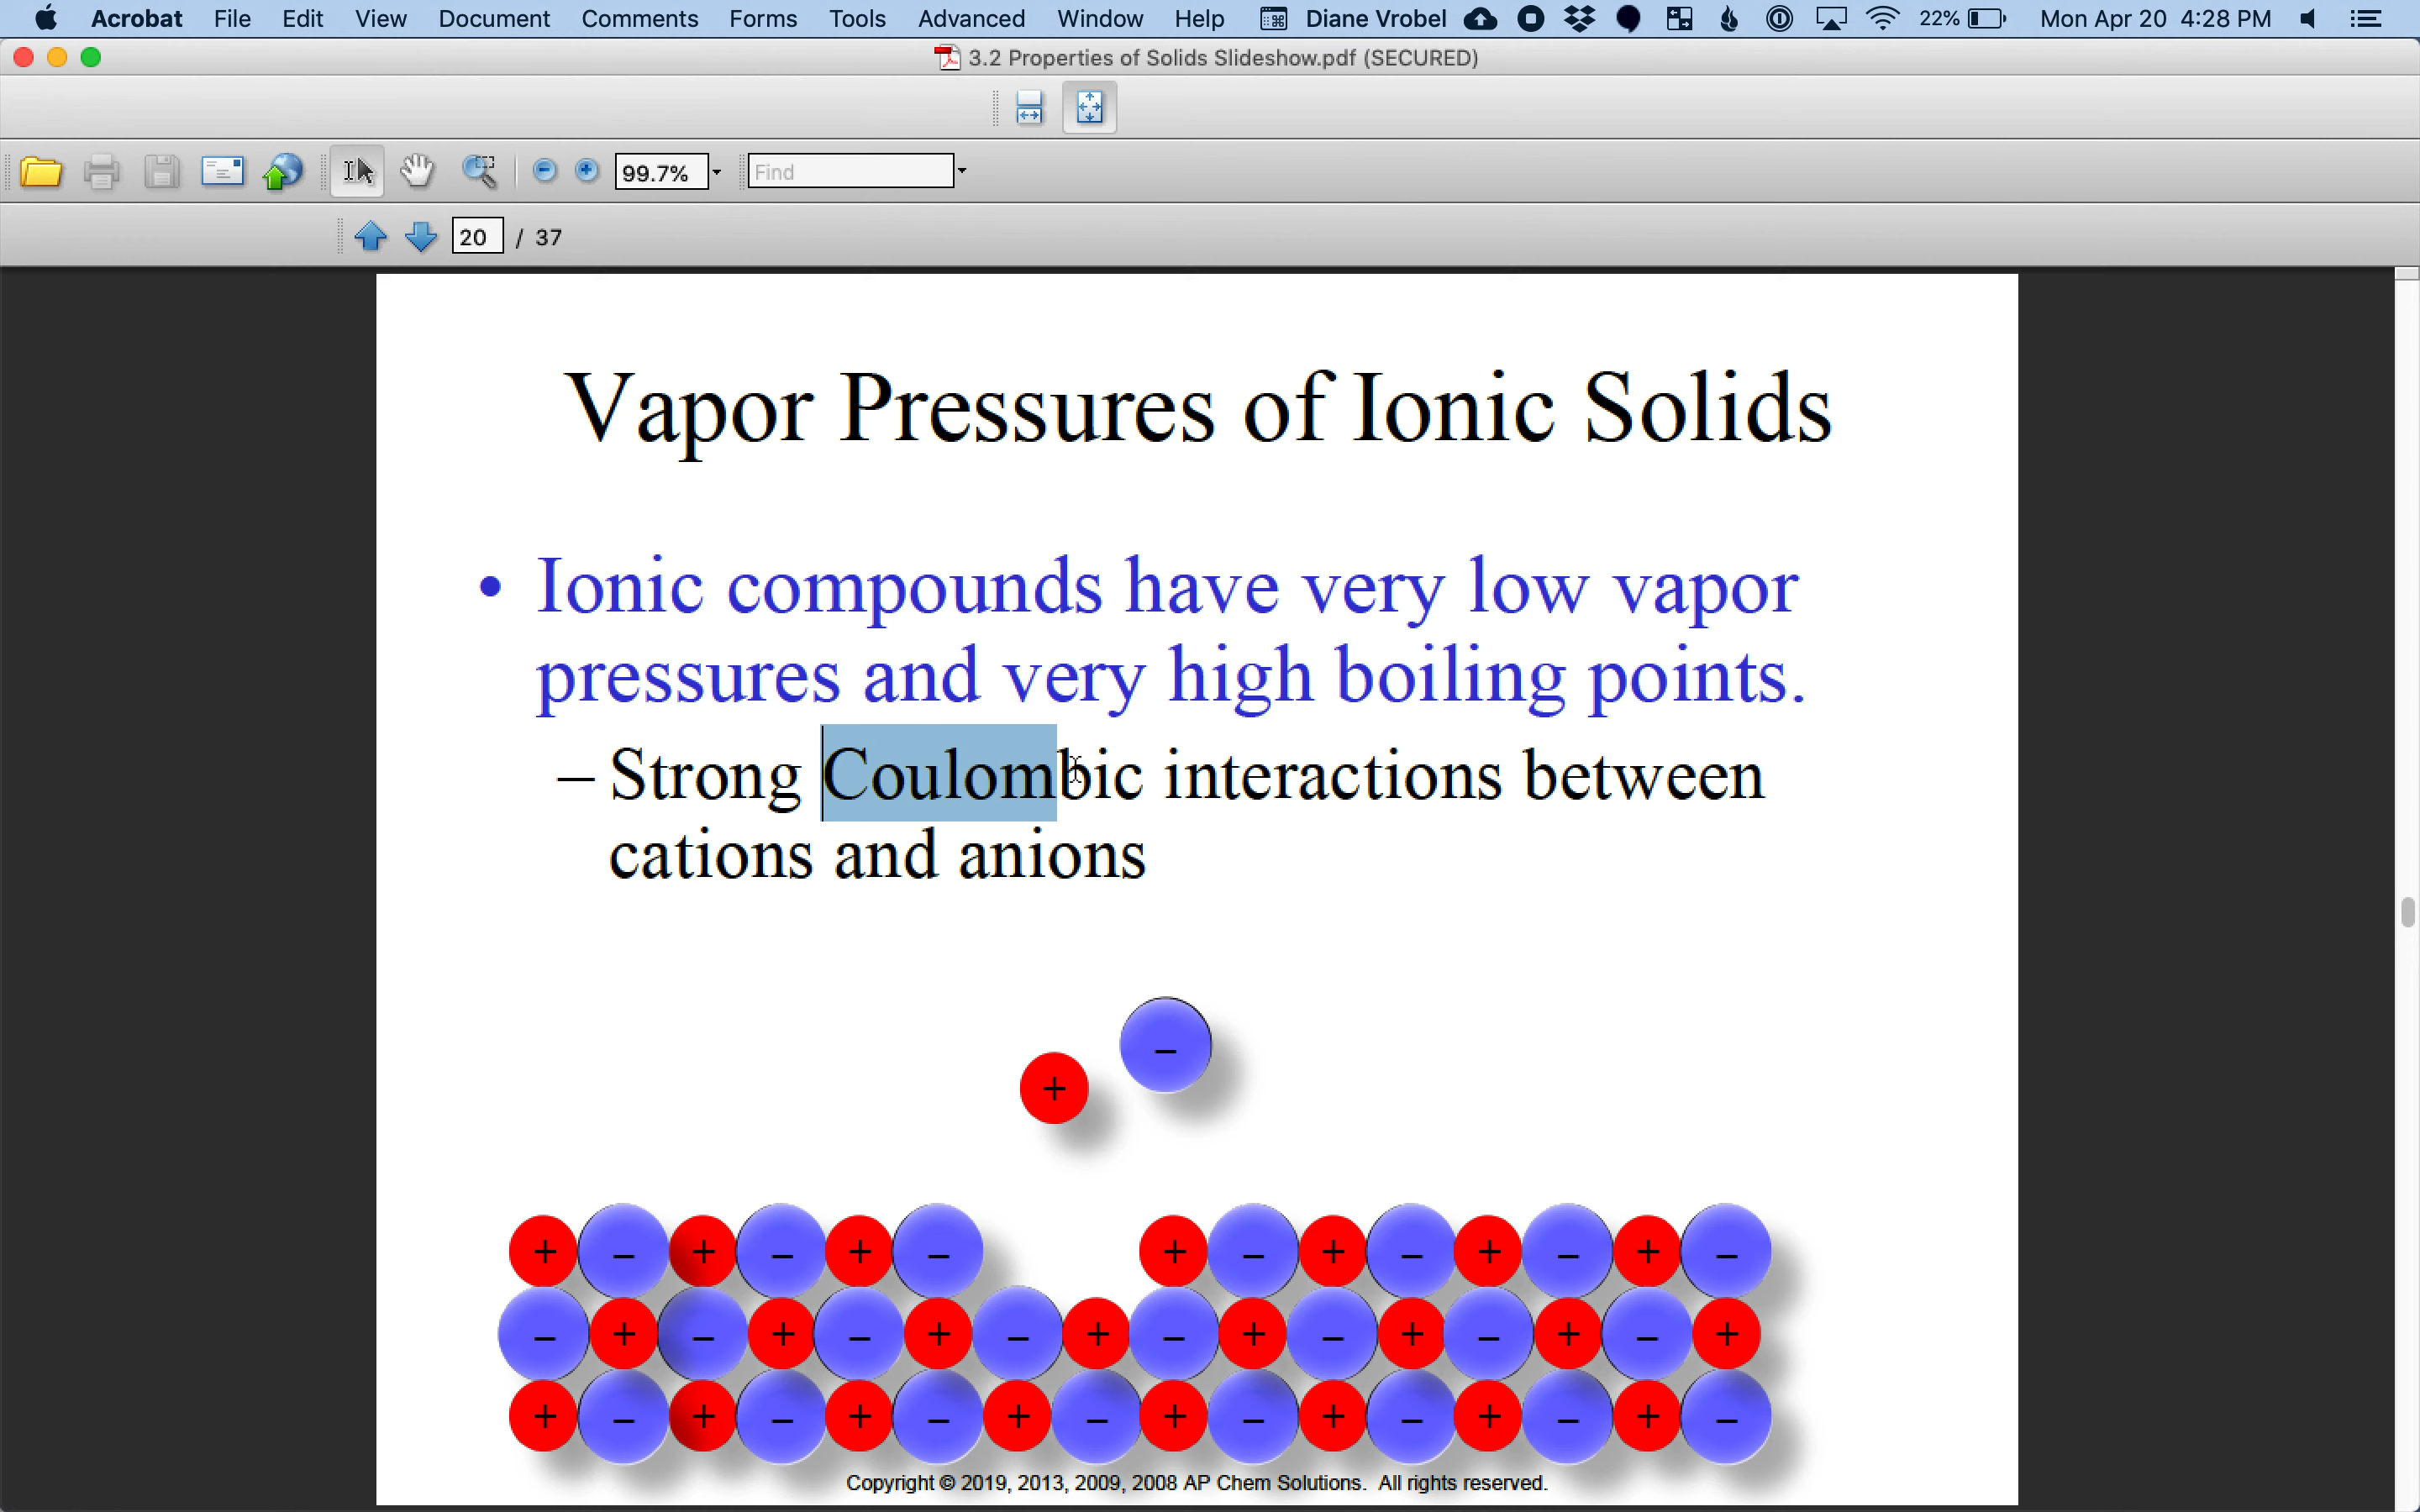 Acrobat File Edit View Document Comments Forms Tools Advanced Window Help Diane Vrobel 22% Mon Apr 20 4:28 PM
3.2 Properties of Solids Slideshow.pdf (SECURED)
99.7% Find
20 / 37
Vapor Pressures of Ionic Solids
• Ionic compounds have very low vapor
pressures and very high boiling points.
– Strong Coulombic interactions between
cations and anions
–
+
+ – + – + – + – + – + – + –
– + – + – + – + – + – + – + – +
+ – + – + – + – + – + – + – + –
Copyright © 2019, 2013, 2009, 2008 AP Chem Solutions. All rights reserved.